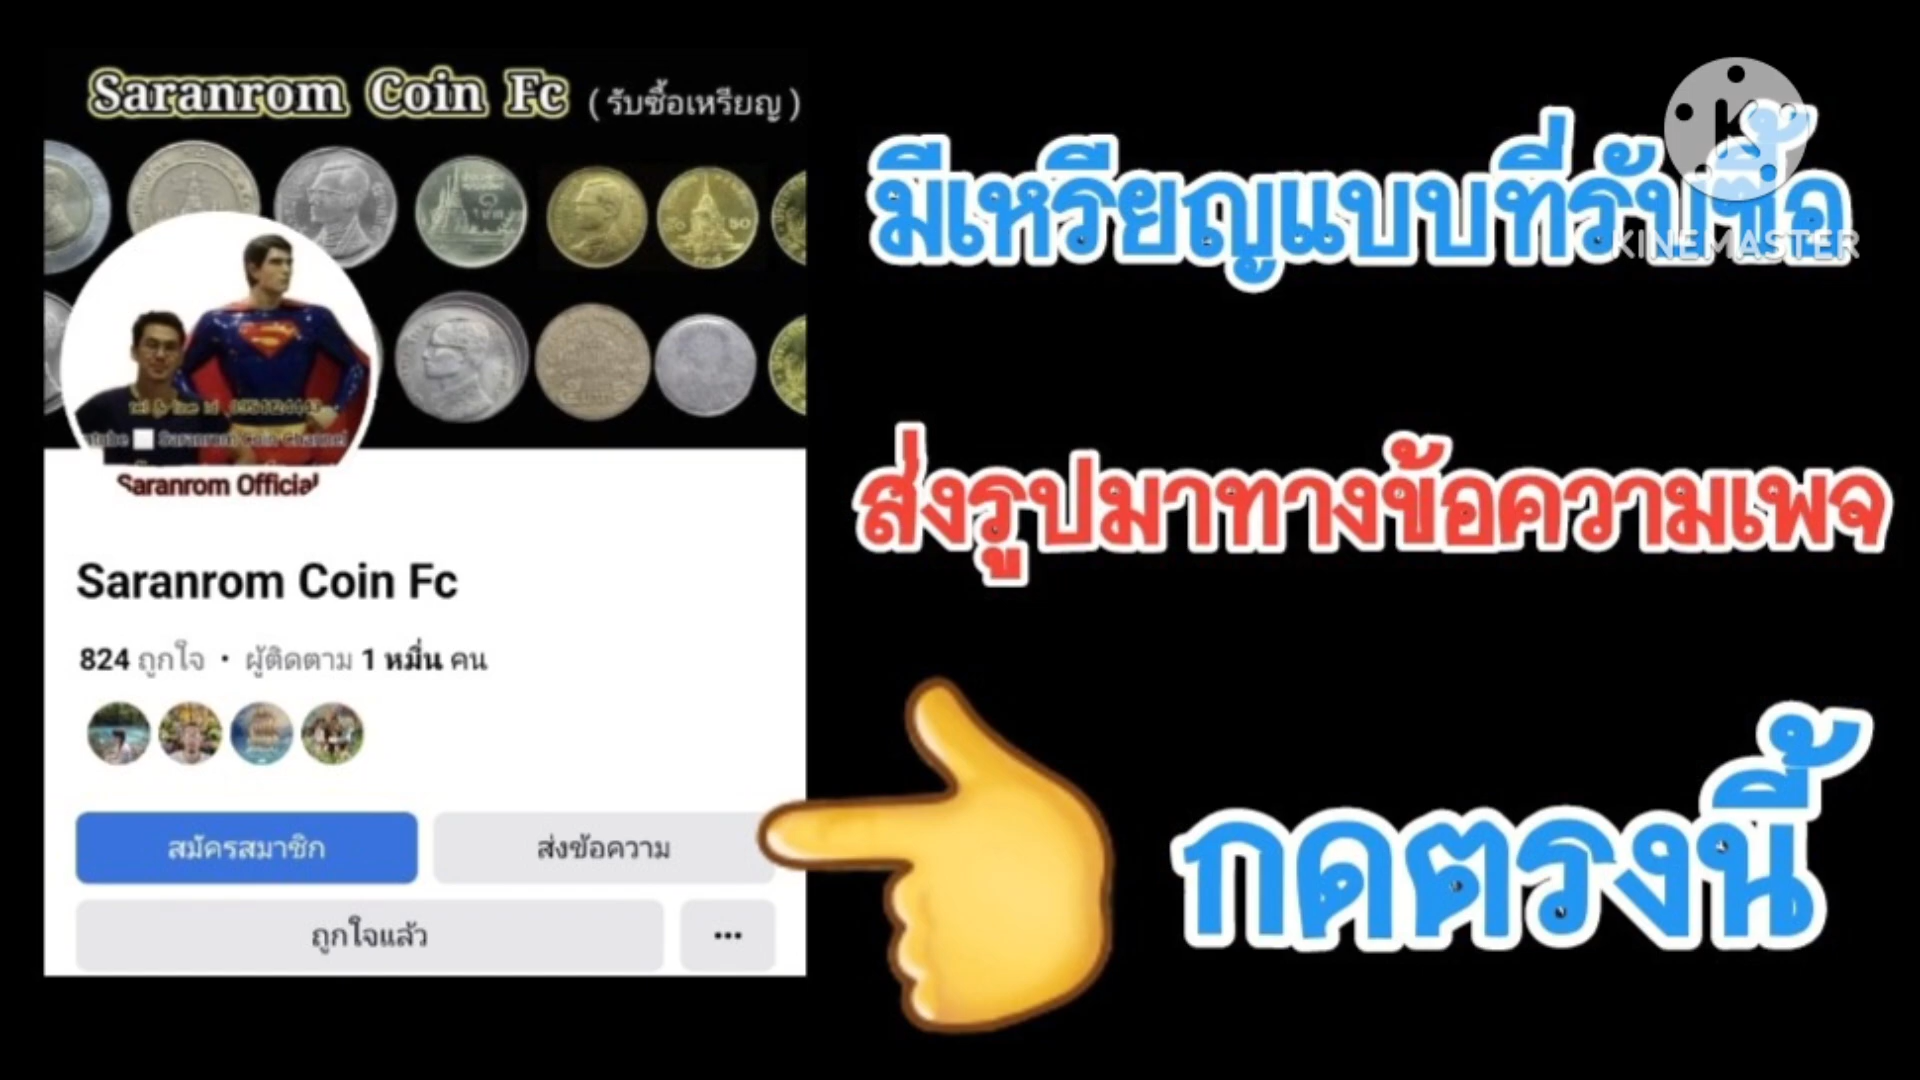 Saranrom Coin Fc (รับซื้อเหรียญ)
Saranrom Official
Saranrom Coin Fc
824 ถูกใจ · ผู้ติดตาม 1 หมื่น คน
สมัครสมาชิก
ส่งข้อความ
ถูกใจแล้ว
มีเหรียญแบบที่รับซื้อ
KINEMASTER
ส่งรูปมาทางข้อความเพจ
กดตรงนี้